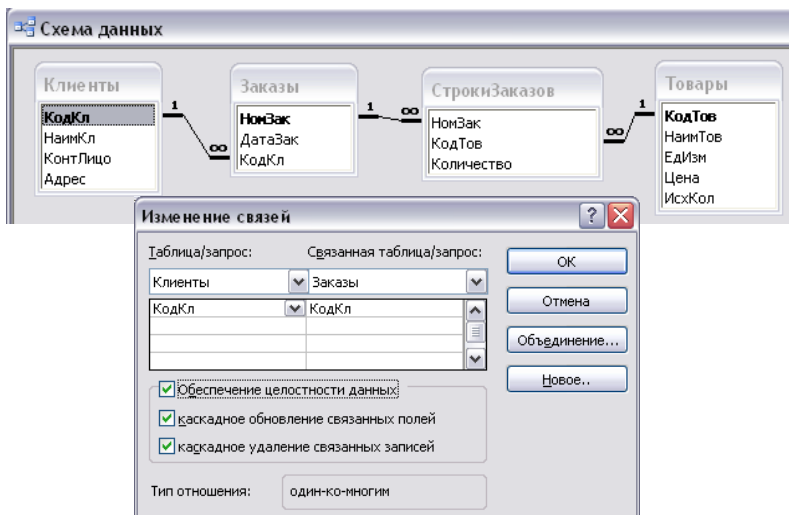 Схема данных
Клиенты
КодКл
НаимКл
КонтЛицо
Адрес
1
∞
Заказы
НомЗак
ДатаЗак
КодКл
1
∞
СтрокиЗаказов
НомЗак
КодТов
Количество
∞
1
Товары
КодТов
НаимТов
ЕдИзм
Цена
ИсхКол
Изменение связей
?
Таблица/запрос: Связанная таблица/запрос:
Клиенты Заказы
КодКл КодКл
ОК
Отмена
Объединение...
Новое..
Обеспечение целостности данных
каскадное обновление связанных полей
каскадное удаление связанных записей
Тип отношения: один-ко-многим